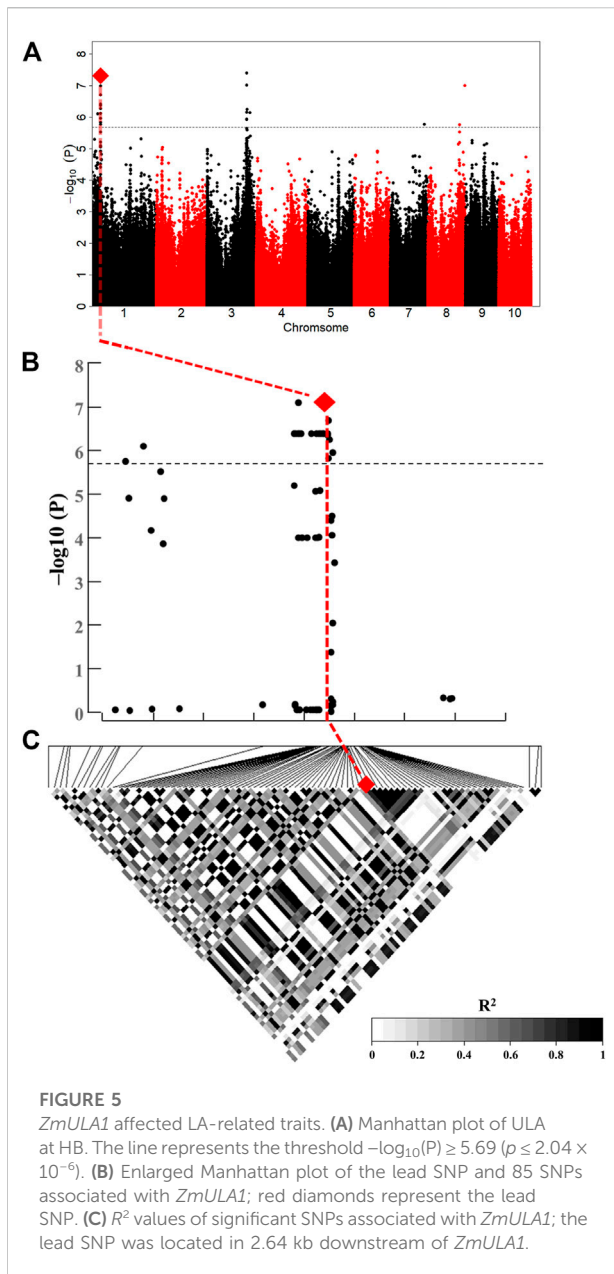 A
8
7
6
5
4
3
2
1
0
−log10 (P)
1 2 3 4 5 6 7 8 9 10
Chromsome
B
8
7
6
5
4
3
2
1
0
−log10 (P)
C
R²
0 0.2 0.4 0.6 0.8 1
FIGURE 5
ZmULA1 affected LA-related traits. (A) Manhattan plot of ULA
at HB. The line represents the threshold –log₁₀(P) ≥ 5.69 (p ≤ 2.04 ×
10⁻⁶). (B) Enlarged Manhattan plot of the lead SNP and 85 SNPs
associated with ZmULA1; red diamonds represent the lead
SNP. (C) R² values of significant SNPs associated with ZmULA1; the
lead SNP was located in 2.64 kb downstream of ZmULA1.